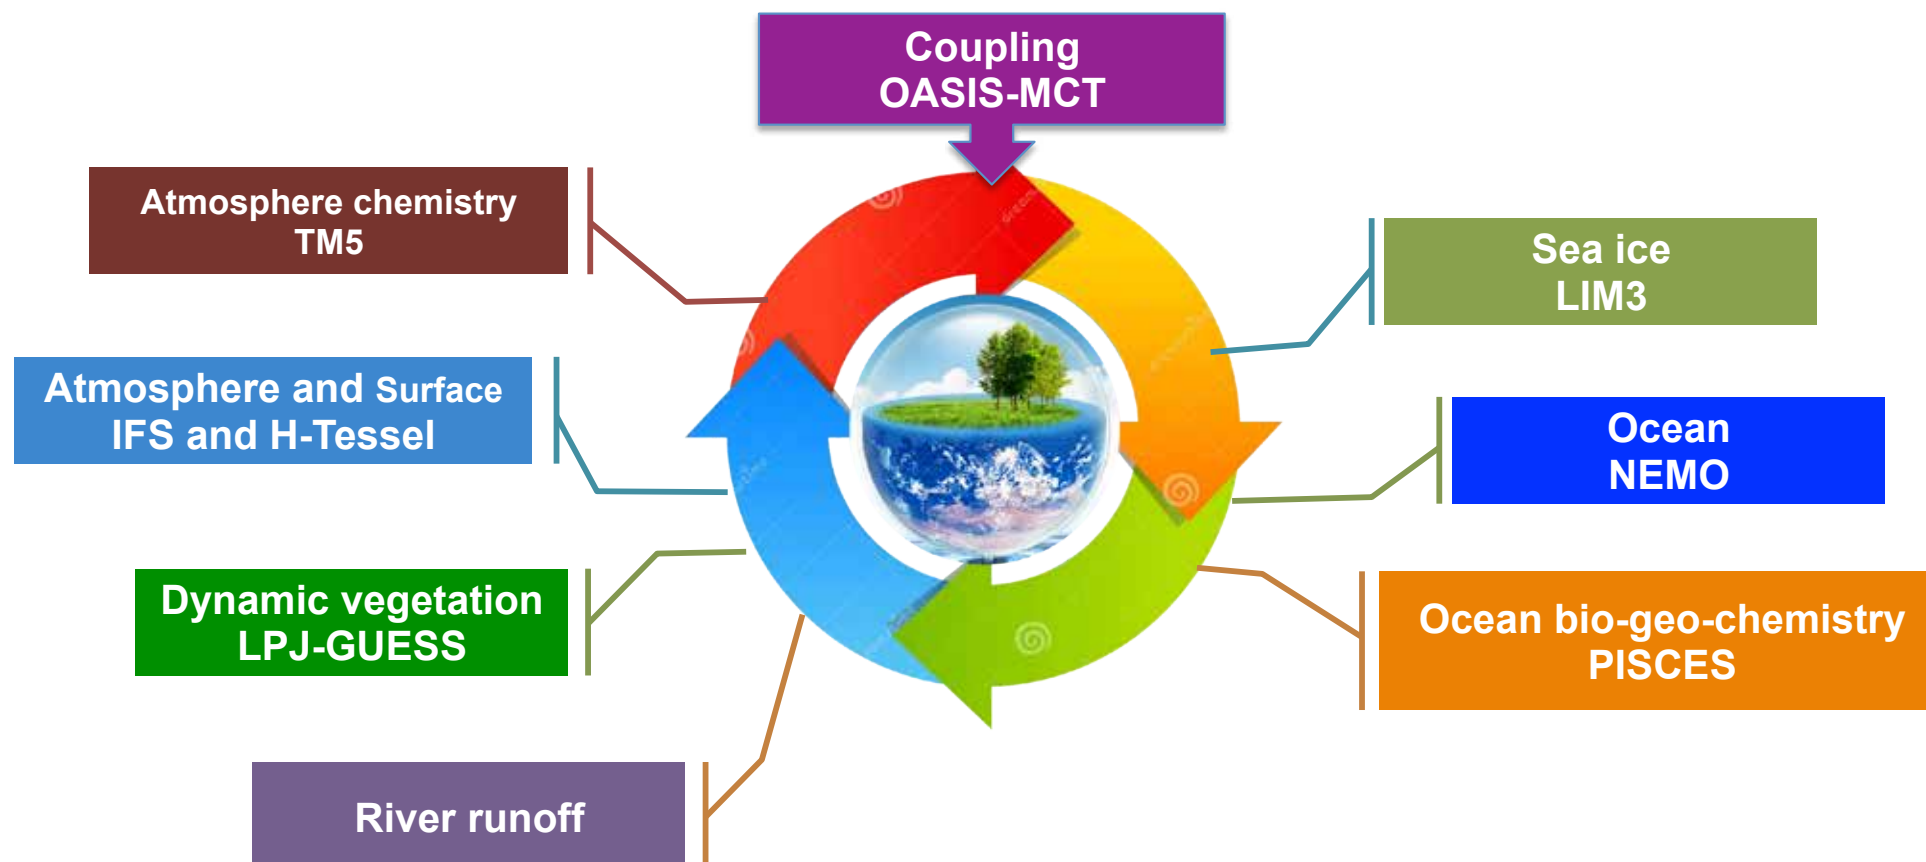 Coupling
OASIS-MCT
Atmosphere chemistry
TM5
Sea ice
LIM3
Atmosphere and Surface
IFS and H-Tessel
Ocean
NEMO
Dynamic vegetation
LPJ-GUESS
Ocean bio-geo-chemistry
PISCES
River runoff